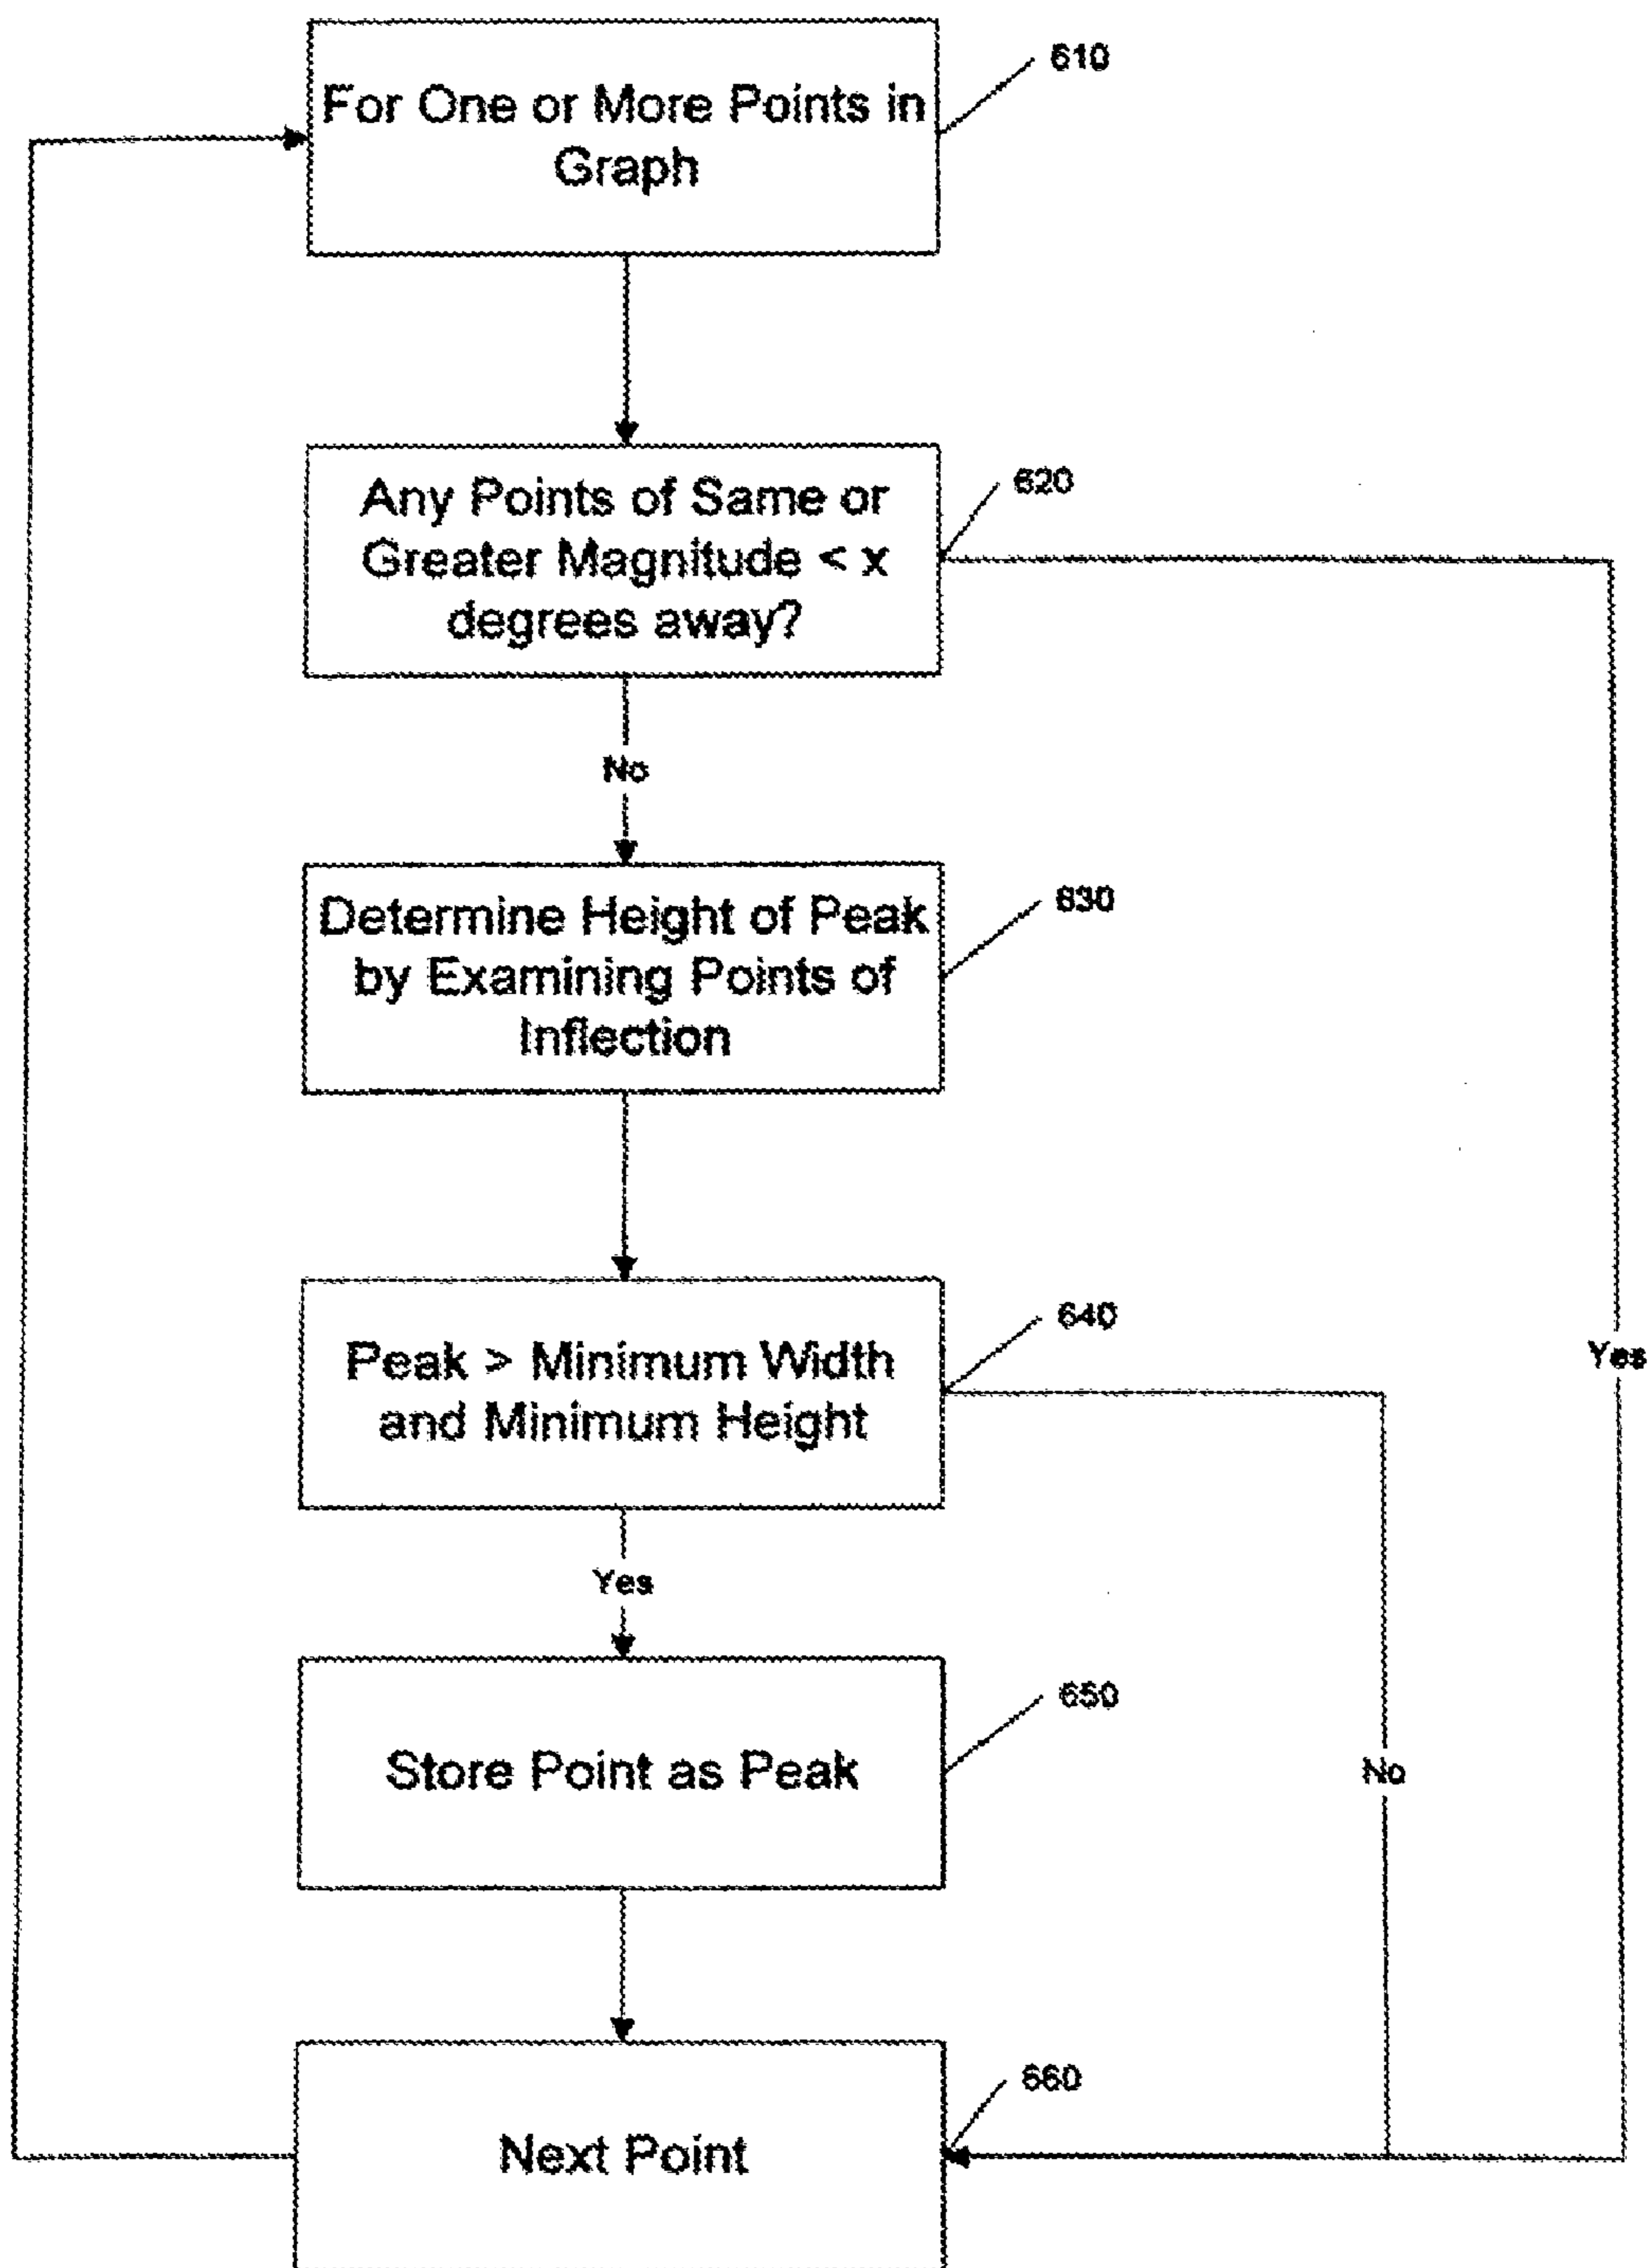 610
For One or More Points in
Graph
620
Any Points of Same or
Greater Magnitude < x
degrees away?
No
630
Determine Height of Peak
by Examining Points of
Inflection
640
Peak > Minimum Width
and Minimum Height
Yes
Yes
650
Store Point as Peak
No
660
Next Point